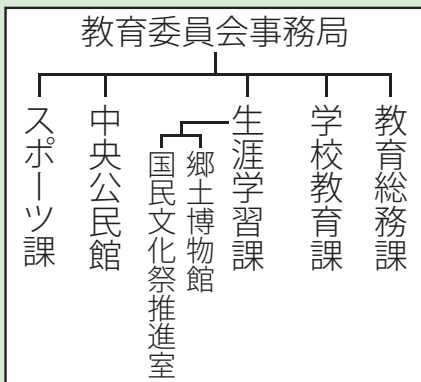 教育委員会事務局
教育総務課
学校教育課
生涯学習課
郷土博物館
国民文化祭推進室
中央公民館
スポーツ課